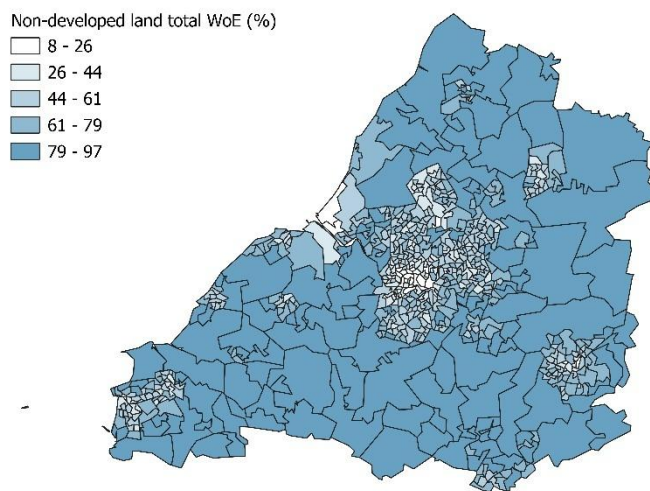 Non-developed land total WoE (%)
8 - 26
26 - 44
44 - 61
61 - 79
79 - 97